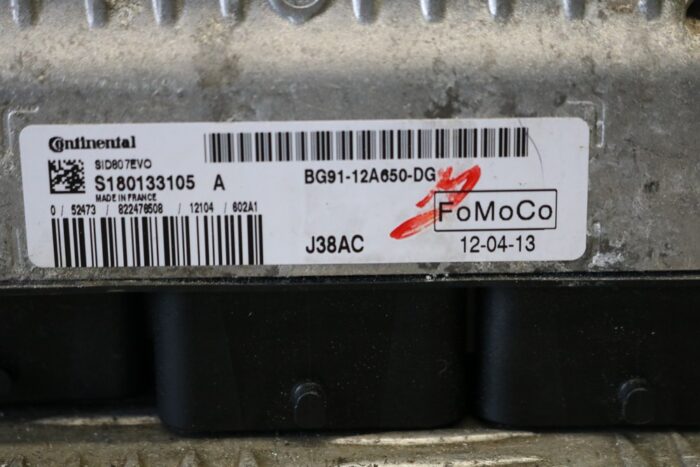 Continental
SID807EVO
S180133105 A
MADE IN FRANCE
0 / 52473 / 822476508 / 12104 / 602A1
BG91-12A650-DG
FoMoCo
J38AC
12-04-13